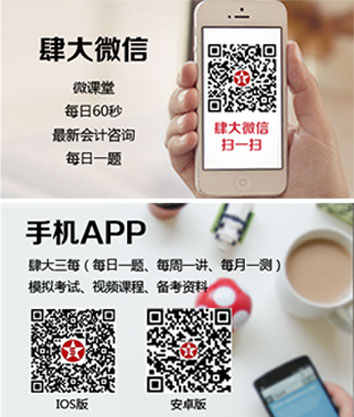 肆大微信
微课堂
每日60秒
最新会计咨询
每日一题
肆大微信
扫一扫
手机APP
肆大三每（每日一题、每周一讲、每月一测）
模拟考试、视频课程、备考资料
IOS版
安卓版